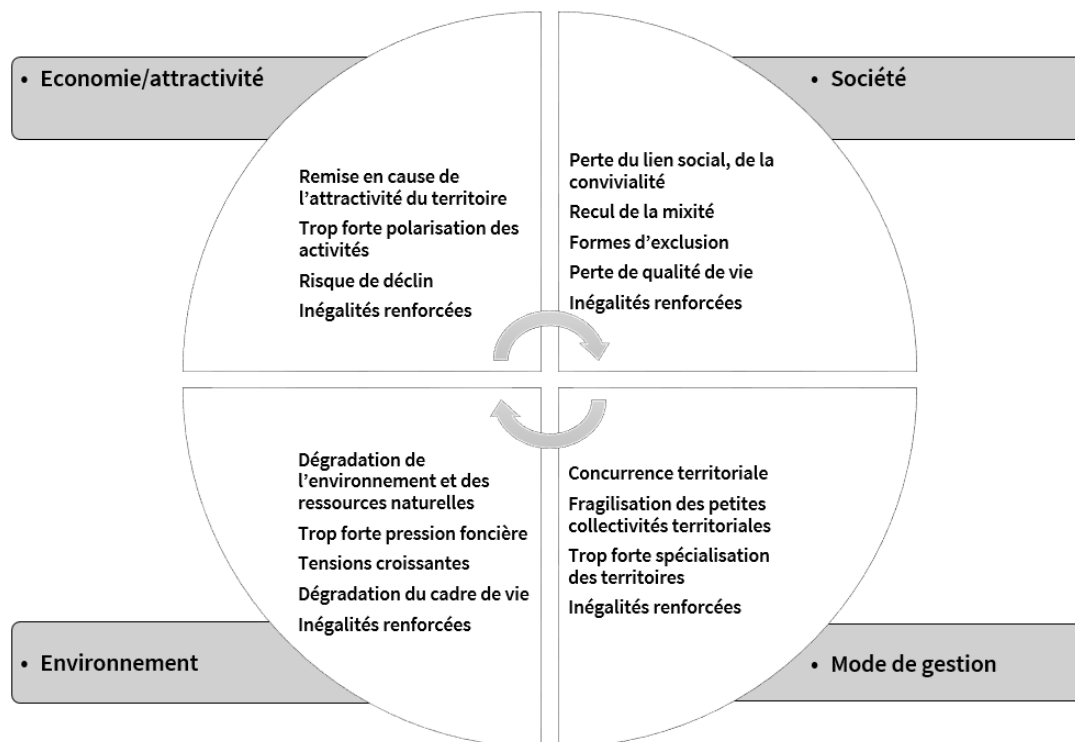 • Economie/attractivité
Remise en cause de
l’attractivité du territoire
Trop forte polarisation des
activités
Risque de déclin
Inégalités renforcées
• Société
Perte du lien social, de la
convivialité
Recul de la mixité
Formes d’exclusion
Perte de qualité de vie
Inégalités renforcées
• Environnement
Dégradation de
l’environnement et des
ressources naturelles
Trop forte pression foncière
Tensions croissantes
Dégradation du cadre de vie
Inégalités renforcées
• Mode de gestion
Concurrence territoriale
Fragilisation des petites
collectivités territoriales
Trop forte spécialisation
des territoires
Inégalités renforcées